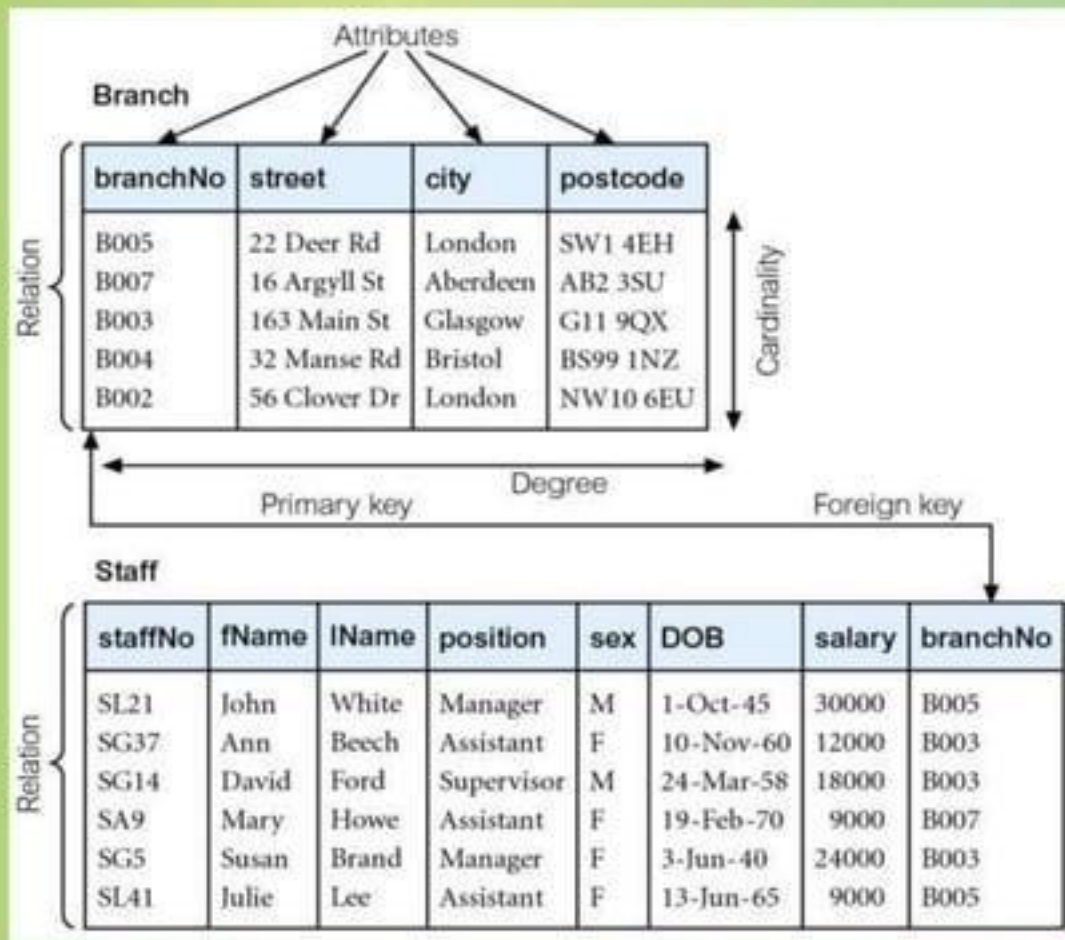 Attributes
Branch
branchNo street city postcode
B005 22 Deer Rd London SW1 4EH
B007 16 Argyll St Aberdeen AB2 3SU
B003 163 Main St Glasgow G11 9QX
B004 32 Manse Rd Bristol BS99 1NZ
B002 56 Clover Dr London NW10 6EU
Relation
Cardinality
Degree
Primary key Foreign key
Staff
staffNo fName lName position sex DOB salary branchNo
SL21 John White Manager M 1-Oct-45 30000 B005
SG37 Ann Beech Assistant F 10-Nov-60 12000 B003
SG14 David Ford Supervisor M 24-Mar-58 18000 B003
SA9 Mary Howe Assistant F 19-Feb-70 9000 B007
SG5 Susan Brand Manager F 3-Jun-40 24000 B003
SL41 Julie Lee Assistant F 13-Jun-65 9000 B005
Relation